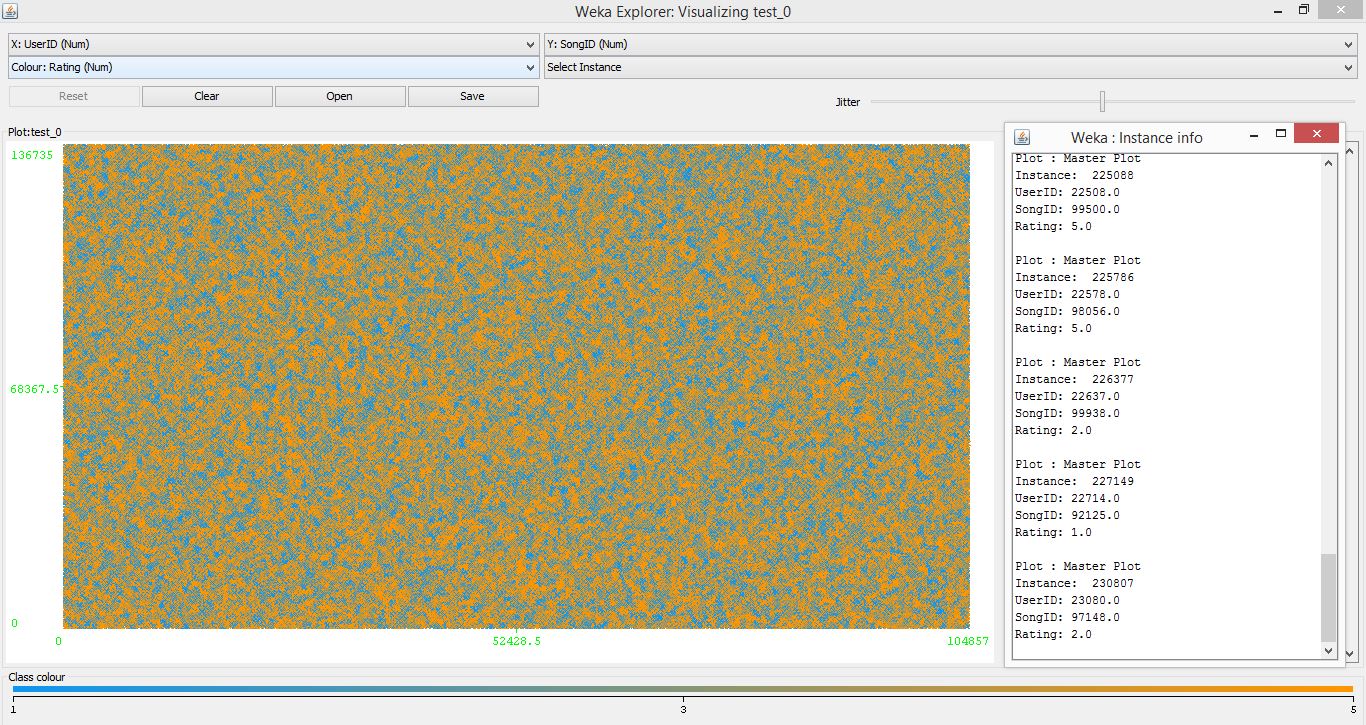 Weka Explorer: Visualizing test_0
X: UserID (Num)
Y: SongID (Num)
Colour: Rating (Num)
Select Instance
Reset
Clear
Open
Save
Jitter
Plot:test_0
136735
68367.5
0
0
52428.5
104857
Weka : Instance info
Plot : Master Plot
Instance: 225088
UserID: 22508.0
SongID: 99500.0
Rating: 5.0
Plot : Master Plot
Instance: 225786
UserID: 22578.0
SongID: 98056.0
Rating: 5.0
Plot : Master Plot
Instance: 226377
UserID: 22637.0
SongID: 99938.0
Rating: 2.0
Plot : Master Plot
Instance: 227149
UserID: 22714.0
SongID: 92125.0
Rating: 1.0
Plot : Master Plot
Instance: 230807
UserID: 23080.0
SongID: 97148.0
Rating: 2.0
Class colour
1
3
5